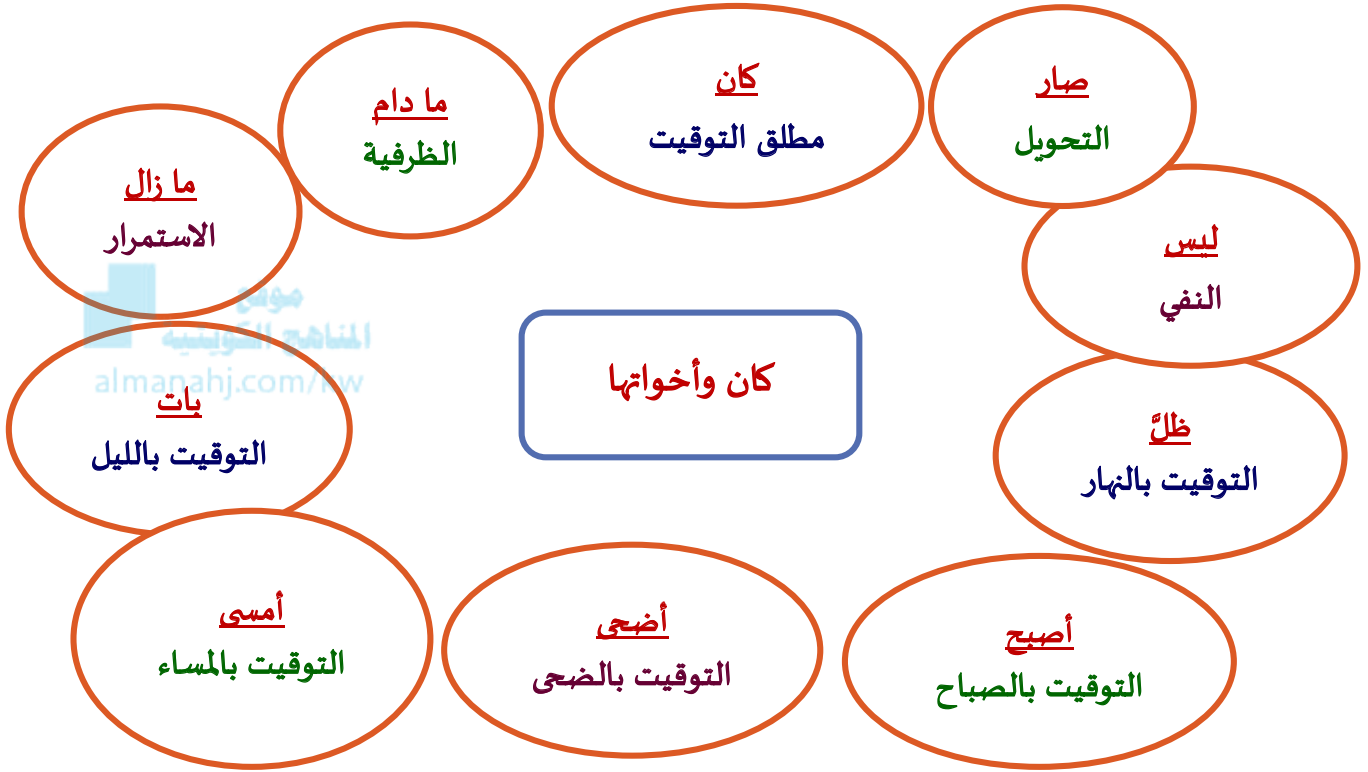 كان وأخواتها
كان
مطلق التوقيت
صار
التحويل
ليس
النفي
ظلَّ
التوقيت بالنهار
أصبح
التوقيت بالصباح
أضحى
التوقيت بالضحى
أمسى
التوقيت بالمساء
بات
التوقيت بالليل
ما زال
الاستمرار
ما دام
الظرفية
موقع
المناهج الكويتية
almanahj.com/kw